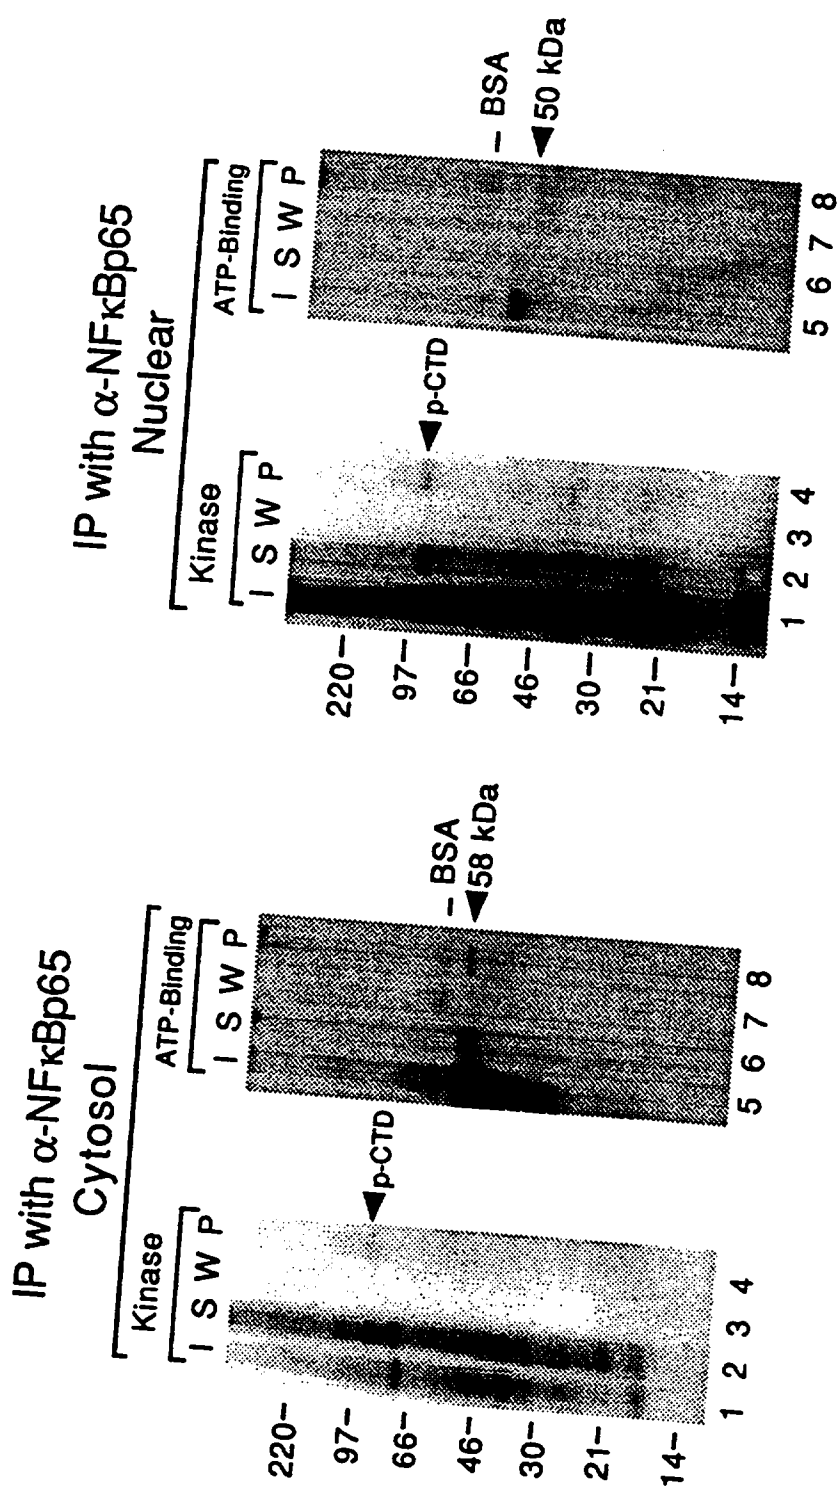 IP with α-NFκBp65
Nuclear
Kinase
ATP-Binding
I S W P
I S W P
220–
97–
66–
46–
30–
21–
14–
p-CTD
– BSA
50 kDa
1 2 3 4
5 6 7 8
IP with α-NFκBp65
Cytosol
Kinase
ATP-Binding
I S W P
I S W P
220–
97–
66–
46–
30–
21–
14–
p-CTD
– BSA
58 kDa
1 2 3 4
5 6 7 8